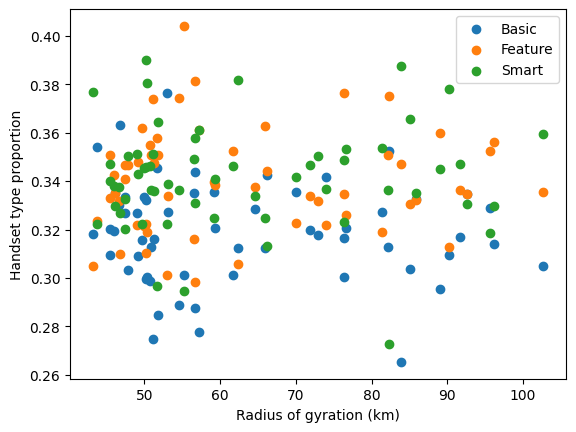 0.40
0.38
0.36
0.34
0.32
0.30
0.28
0.26
Handset type proportion
Basic
Feature
Smart
50
60
70
80
90
100
Radius of gyration (km)